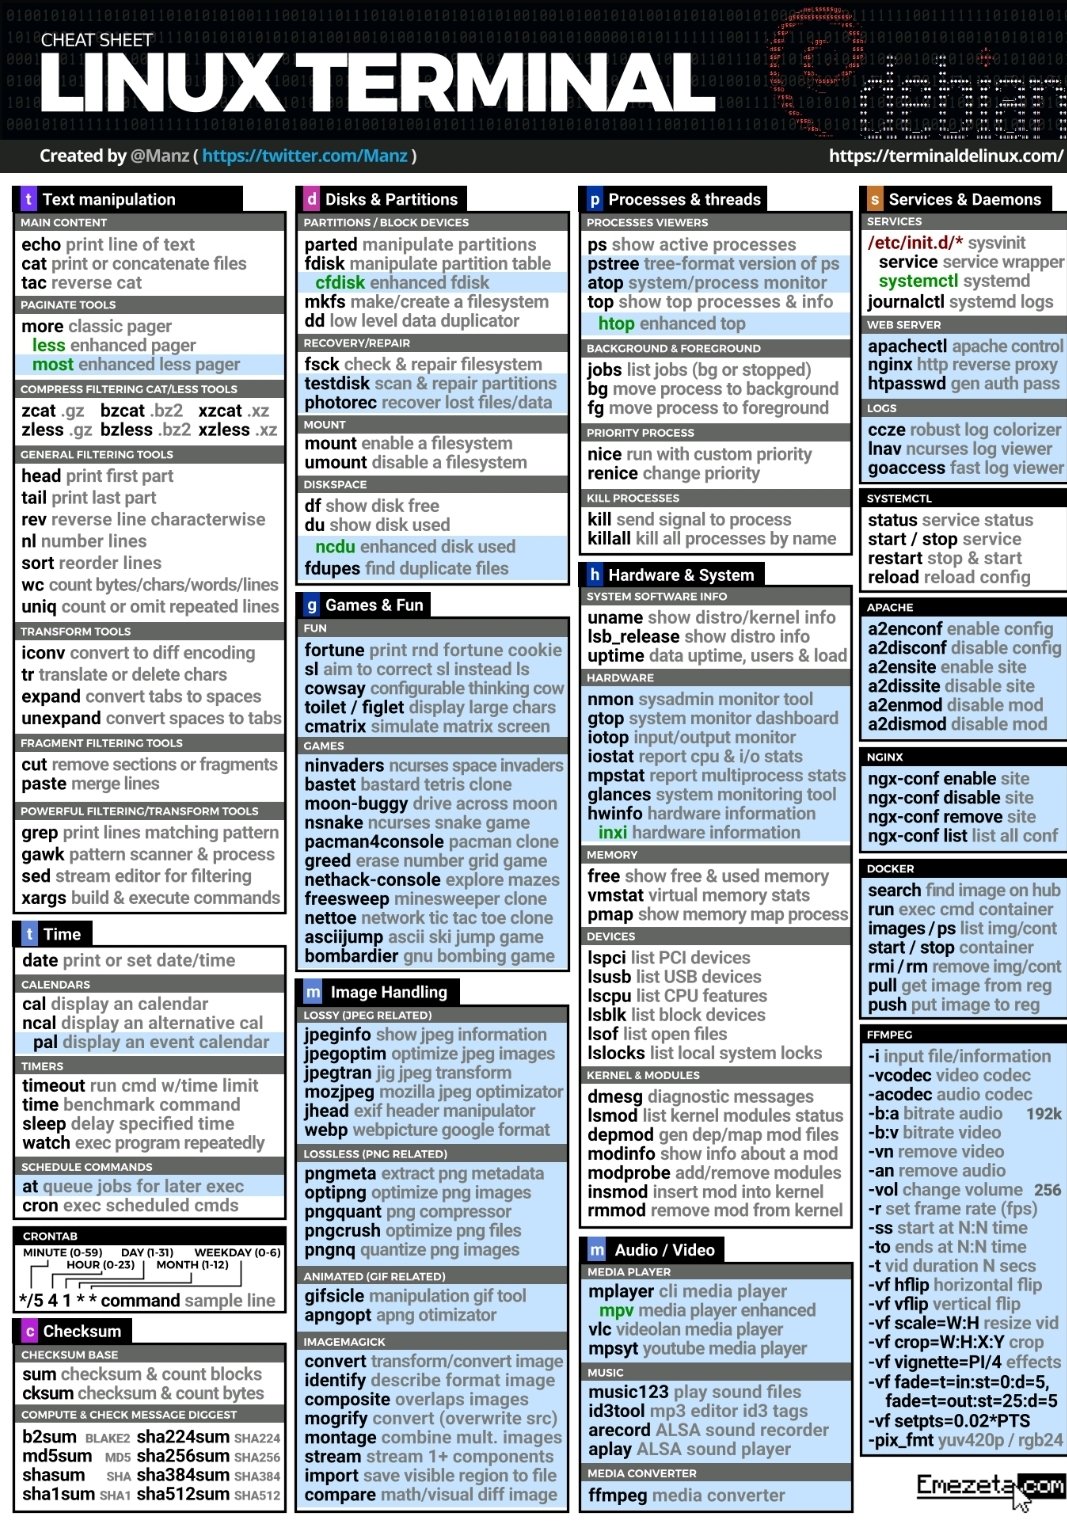 CHEAT SHEET
LINUX TERMINAL
debian
Created by @Manz ( https://twitter.com/Manz )
https://terminaldelinux.com/
t Text manipulation
MAIN CONTENT
echo print line of text
cat print or concatenate files
tac reverse cat
PAGINATE TOOLS
more classic pager
less enhanced pager
most enhanced less pager
COMPRESS FILTERING CAT/LESS TOOLS
zcat .gz bzcat .bz2 xzcat .xz
zless .gz bzless .bz2 xzless .xz
GENERAL FILTERING TOOLS
head print first part
tail print last part
rev reverse line characterwise
nl number lines
sort reorder lines
wc count bytes/chars/words/lines
uniq count or omit repeated lines
TRANSFORM TOOLS
iconv convert to diff encoding
tr translate or delete chars
expand convert tabs to spaces
unexpand convert spaces to tabs
FRAGMENT FILTERING TOOLS
cut remove sections or fragments
paste merge lines
POWERFUL FILTERING/TRANSFORM TOOLS
grep print lines matching pattern
gawk pattern scanner & process
sed stream editor for filtering
xargs build & execute commands
t Time
date print or set date/time
CALENDARS
cal display an calendar
ncal display an alternative cal
pal display an event calendar
TIMERS
timeout run cmd w/time limit
time benchmark command
sleep delay specified time
watch exec program repeatedly
SCHEDULE COMMANDS
at queue jobs for later exec
cron exec scheduled cmds
CRONTAB
MINUTE (0-59) DAY (1-31) WEEKDAY (0-6)
HOUR (0-23) MONTH (1-12)
*/5 4 1 * * command sample line
c Checksum
CHECKSUM BASE
sum checksum & count blocks
cksum checksum & count bytes
COMPUTE & CHECK MESSAGE DIGGEST
b2sum BLAKE2 sha224sum SHA224
md5sum MD5 sha256sum SHA256
shasum SHA sha384sum SHA384
sha1sum SHA1 sha512sum SHA512
d Disks & Partitions
PARTITIONS / BLOCK DEVICES
parted manipulate partitions
fdisk manipulate partition table
cfdisk enhanced fdisk
mkfs make/create a filesystem
dd low level data duplicator
RECOVERY/REPAIR
fsck check & repair filesystem
testdisk scan & repair partitions
photorec recover lost files/data
MOUNT
mount enable a filesystem
umount disable a filesystem
DISKSPACE
df show disk free
du show disk used
ncdu enhanced disk used
fdupes find duplicate files
g Games & Fun
FUN
fortune print rnd fortune cookie
sl aim to correct sl instead ls
cowsay configurable thinking cow
toilet / figlet display large chars
cmatrix simulate matrix screen
GAMES
ninvaders ncurses space invaders
bastet bastard tetris clone
moon-buggy drive across moon
nsnake ncurses snake game
pacman4console pacman clone
greed erase number grid game
nethack-console explore mazes
freesweep minesweeper clone
nettoe network tic tac toe clone
asciijump ascii ski jump game
bombardier gnu bombing game
m Image Handling
LOSSY (JPEG RELATED)
jpeginfo show jpeg information
jpegoptim optimize jpeg images
jpegtran jig jpeg transform
mozjpeg mozilla jpeg optimizator
jhead exif header manipulator
webp webpicture google format
LOSSLESS (PNG RELATED)
pngmeta extract png metadata
optipng optimize png images
pngquant png compressor
pngcrush optimize png files
pngnq quantize png images
ANIMATED (GIF RELATED)
gifsicle manipulation gif tool
apngopt apng otimizator
IMAGEMAGICK
convert transform/convert image
identify describe format image
composite overlaps images
mogrify convert (overwrite src)
montage combine mult. images
stream stream 1+ components
import save visible region to file
compare math/visual diff image
p Processes & threads
PROCESSES VIEWERS
ps show active processes
pstree tree-format version of ps
atop system/process monitor
top show top processes & info
htop enhanced top
BACKGROUND & FOREGROUND
jobs list jobs (bg or stopped)
bg move process to background
fg move process to foreground
PRIORITY PROCESS
nice run with custom priority
renice change priority
KILL PROCESSES
kill send signal to process
killall kill all processes by name
h Hardware & System
SYSTEM SOFTWARE INFO
uname show distro/kernel info
lsb_release show distro info
uptime data uptime, users & load
HARDWARE
nmon sysadmin monitor tool
gtop system monitor dashboard
iotop input/output monitor
iostat report cpu & i/o stats
mpstat report multiprocess stats
glances system monitoring tool
hwinfo hardware information
inxi hardware information
MEMORY
free show free & used memory
vmstat virtual memory stats
pmap show memory map process
DEVICES
lspci list PCI devices
lsusb list USB devices
lscpu list CPU features
lsblk list block devices
lsof list open files
lslocks list local system locks
KERNEL & MODULES
dmesg diagnostic messages
lsmod list kernel modules status
depmod gen dep/map mod files
modinfo show info about a mod
modprobe add/remove modules
insmod insert mod into kernel
rmmod remove mod from kernel
m Audio / Video
MEDIA PLAYER
mplayer cli media player
mpv media player enhanced
vlc videolan media player
mpsyt youtube media player
MUSIC
music123 play sound files
id3tool mp3 editor id3 tags
arecord ALSA sound recorder
aplay ALSA sound player
MEDIA CONVERTER
ffmpeg media converter
s Services & Daemons
SERVICES
/etc/init.d/* sysvinit
service service wrapper
systemctl systemd
journalctl systemd logs
WEB SERVER
apachectl apache control
nginx http reverse proxy
htpasswd gen auth pass
LOGS
ccze robust log colorizer
lnav ncurses log viewer
goaccess fast log viewer
SYSTEMCTL
status service status
start / stop service
restart stop & start
reload reload config
APACHE
a2enconf enable config
a2disconf disable config
a2ensite enable site
a2dissite disable site
a2enmod disable mod
a2dismod disable mod
NGINX
ngx-conf enable site
ngx-conf disable site
ngx-conf remove site
ngx-conf list list all conf
DOCKER
search find image on hub
run exec cmd container
images / ps list img/cont
start / stop container
rmi / rm remove img/cont
pull get image from reg
push put image to reg
FFMPEG
-i input file/information
-vcodec video codec
-acodec audio codec
-b:a bitrate audio 192k
-b:v bitrate video
-vn remove video
-an remove audio
-vol change volume 256
-r set frame rate (fps)
-ss start at N:N time
-to ends at N:N time
-t vid duration N secs
-vf hflip horizontal flip
-vf vflip vertical flip
-vf scale=W:H resize vid
-vf crop=W:H:X:Y crop
-vf vignette=PI/4 effects
-vf fade=t=in:st=0:d=5,
fade=t=out:st=25:d=5
-vf setpts=0.02*PTS
-pix_fmt yuv420p / rgb24
Emezeta.com